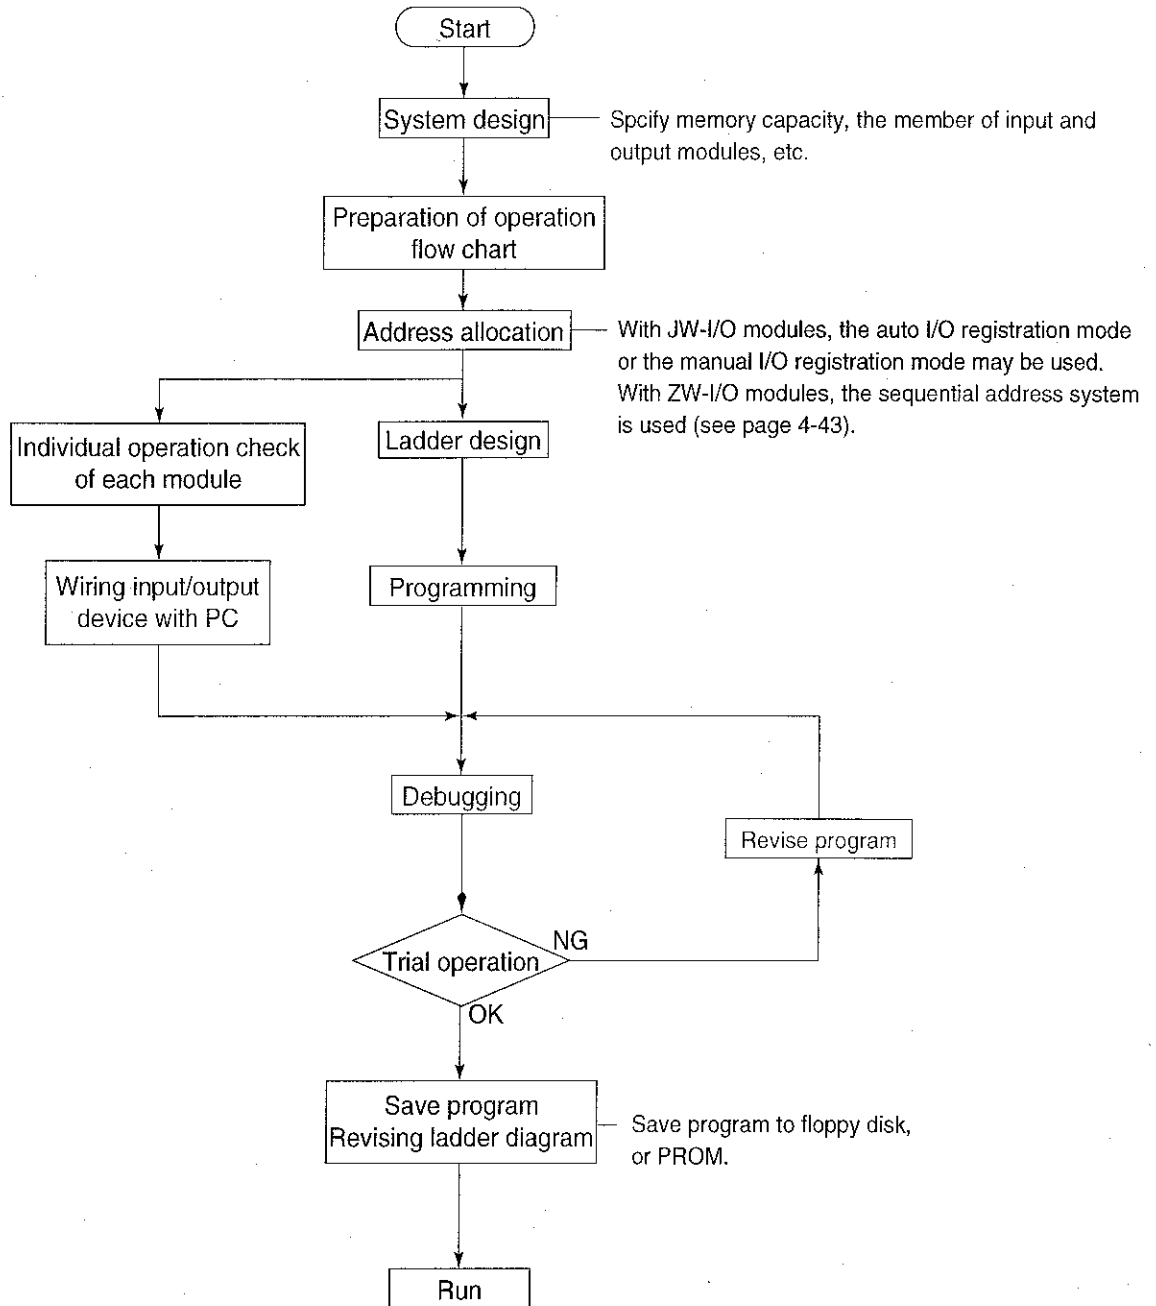 Start
System design
Spcify memory capacity, the member of input and
output modules, etc.
Preparation of operation
flow chart
Address allocation
With JW-I/O modules, the auto I/O registration mode
or the manual I/O registration mode may be used.
With ZW-I/O modules, the sequential address system
is used (see page 4-43).
Individual operation check
of each module
Ladder design
Wiring input/output
device with PC
Programming
Debugging
Revise program
Trial operation
NG
OK
Save program
Revising ladder diagram
Save program to floppy disk,
or PROM.
Run